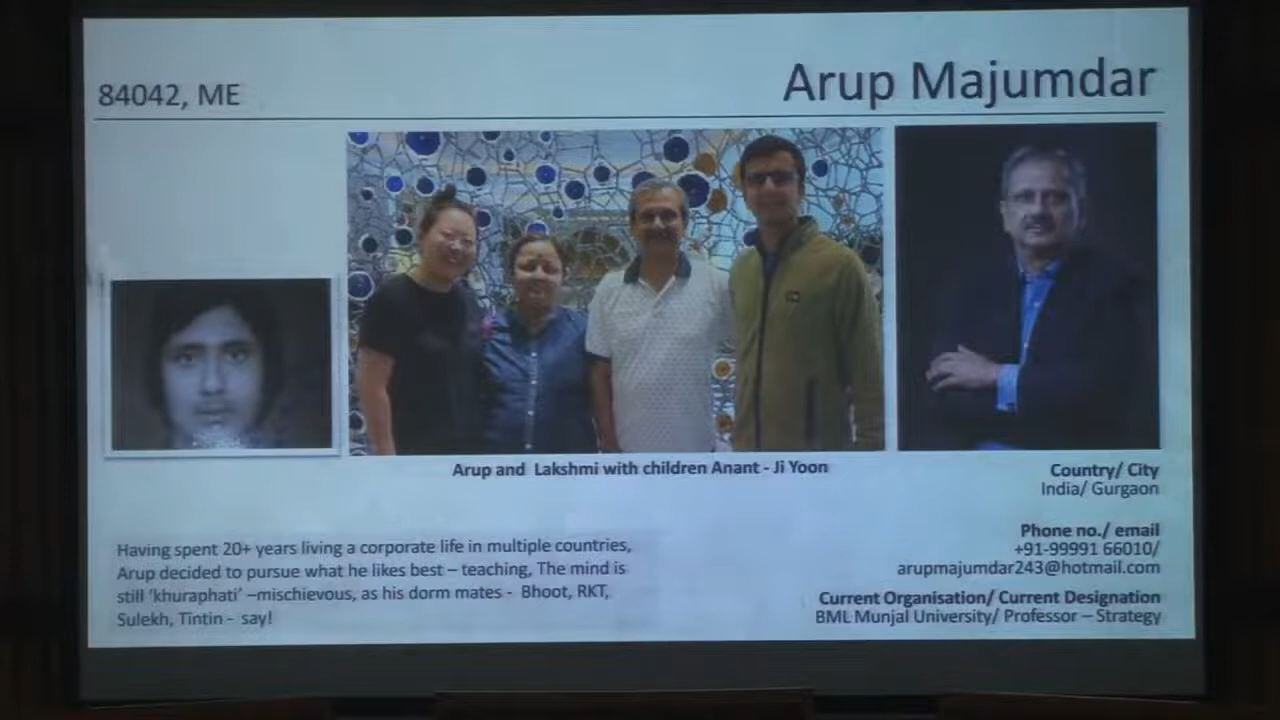 84042, ME
Arup Majumdar
Arup and Lakshmi with children Anant - Ji Yoon
Country/ City
India/ Gurgaon
Phone no./ email
+91-99991 66010/
arupmajumdar243@hotmail.com
Current Organisation/ Current Designation
BML Munjal University/ Professor – Strategy
Having spent 20+ years living a corporate life in multiple countries,
Arup decided to pursue what he likes best – teaching, The mind is
still ‘khuraphati’ –mischievous, as his dorm mates - Bhoot, RKT,
Sulekh, Tintin - say!